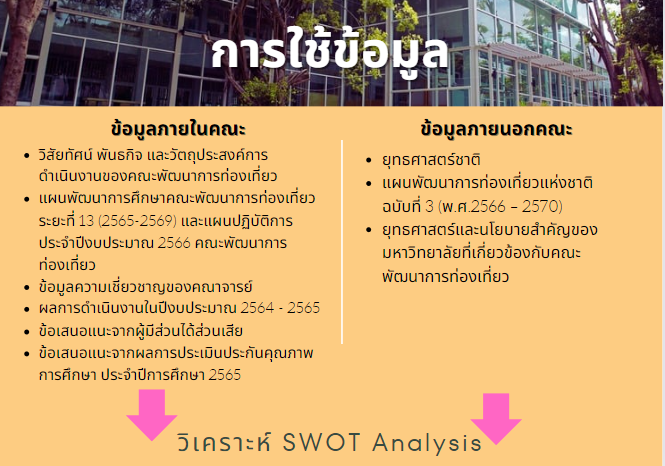 การใช้ข้อมูล
ข้อมูลภายในคณะ
• วิสัยทัศน์ พันธกิจ และวัตถุประสงค์การ
ดำเนินงานของคณะพัฒนาการท่องเที่ยว
• แผนพัฒนาการศึกษาคณะพัฒนาการท่องเที่ยว
ระยะที่ 13 (2565-2569) และแผนปฏิบัติการ
ประจำปีงบประมาณ 2566 คณะพัฒนาการ
ท่องเที่ยว
• ข้อมูลความเชี่ยวชาญของคณาจารย์
• ผลการดำเนินงานในปีงบประมาณ 2564 - 2565
• ข้อเสนอแนะจากผู้มีส่วนได้ส่วนเสีย
• ข้อเสนอแนะจากผลการประเมินประกันคุณภาพ
การศึกษา ประจำปีการศึกษา 2565
ข้อมูลภายนอกคณะ
• ยุทธศาสตร์ชาติ
• แผนพัฒนาการท่องเที่ยวแห่งชาติ
ฉบับที่ 3 (พ.ศ.2566 – 2570)
• ยุทธศาสตร์และนโยบายสำคัญของ
มหาวิทยาลัยที่เกี่ยวข้องกับคณะ
พัฒนาการท่องเที่ยว
วิเคราะห์ SWOT Analysis